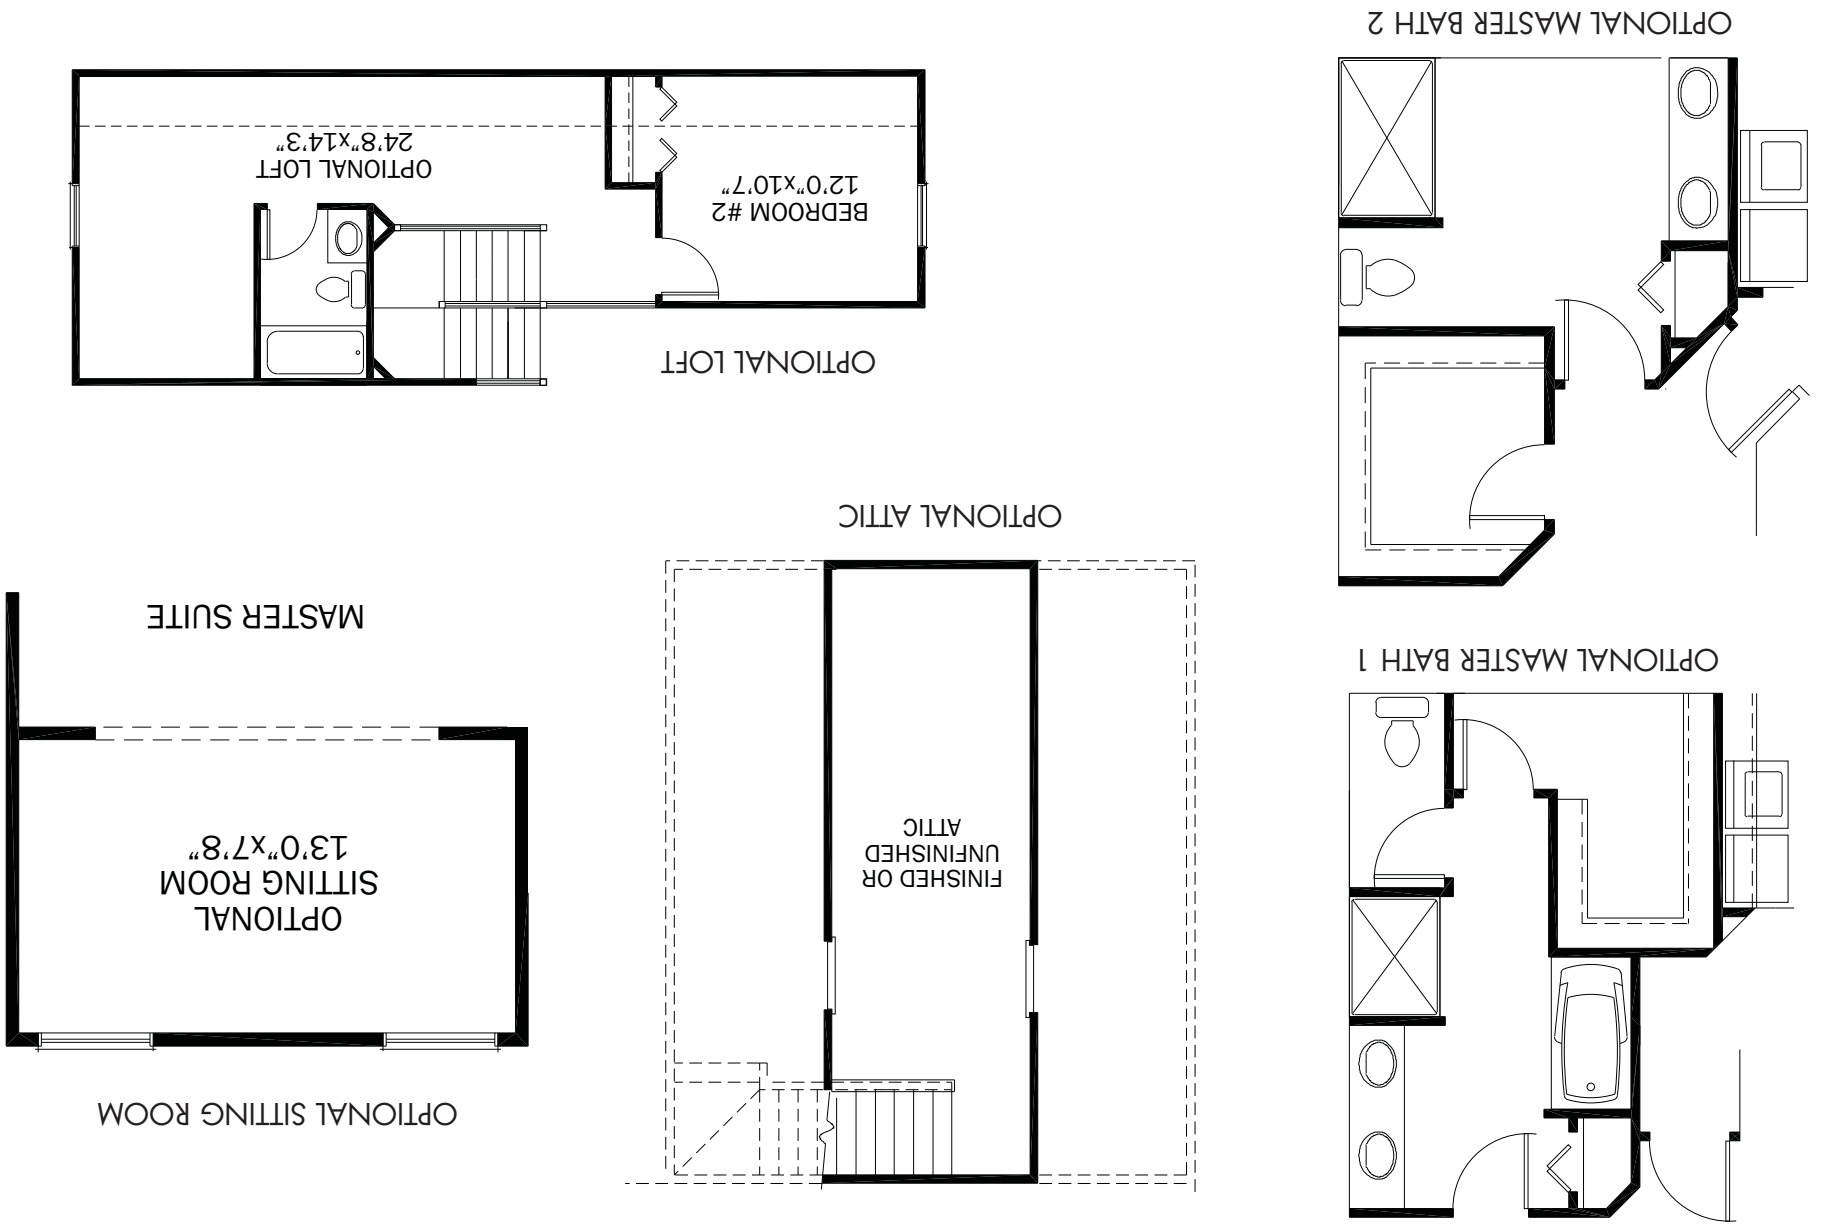 OPTIONAL MASTER BATH 1
OPTIONAL MASTER BATH 2
FINISHED OR
UNFINISHED
ATTIC
OPTIONAL ATTIC
OPTIONAL SITTING ROOM
OPTIONAL
SITTING ROOM
13'0"x7'8"
MASTER SUITE
OPTIONAL LOFT
BEDROOM #2
12'0"x10'7"
OPTIONAL LOFT
24'8"x14'3"